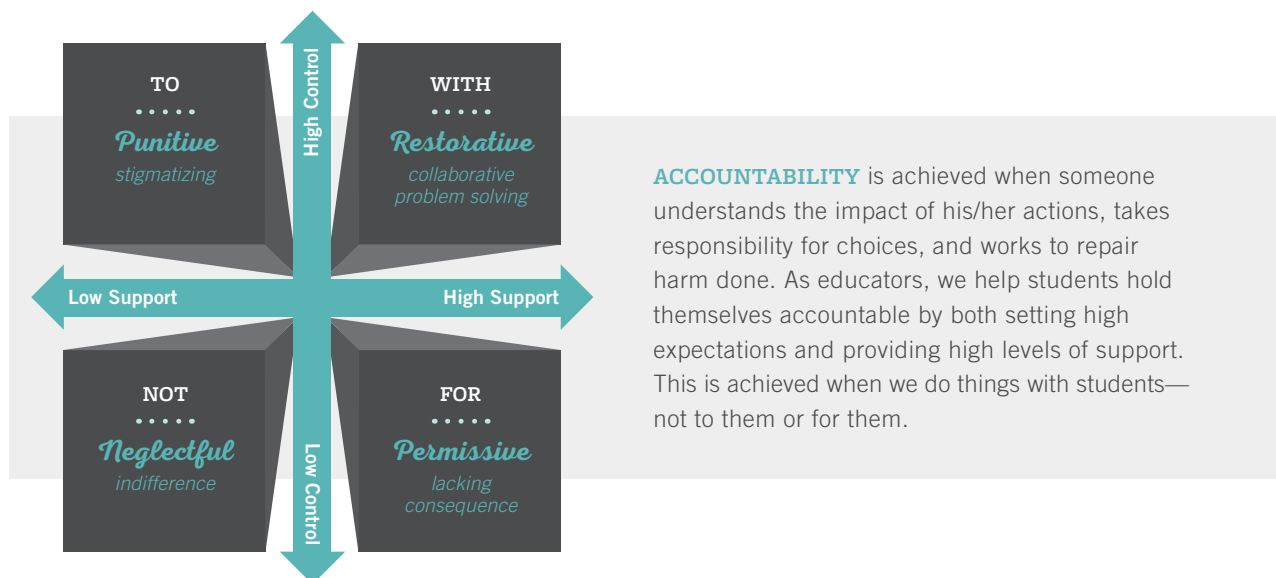 High Control
TO
Punitive
stigmatizing
WITH
Restorative
collaborative
problem solving
Low Support
High Support
NOT
Neglectful
indifference
FOR
Permissive
lacking
consequence
Low Control
ACCOUNTABILITY is achieved when someone
understands the impact of his/her actions, takes
responsibility for choices, and works to repair
harm done. As educators, we help students hold
themselves accountable by both setting high
expectations and providing high levels of support.
This is achieved when we do things with students—
not to them or for them.